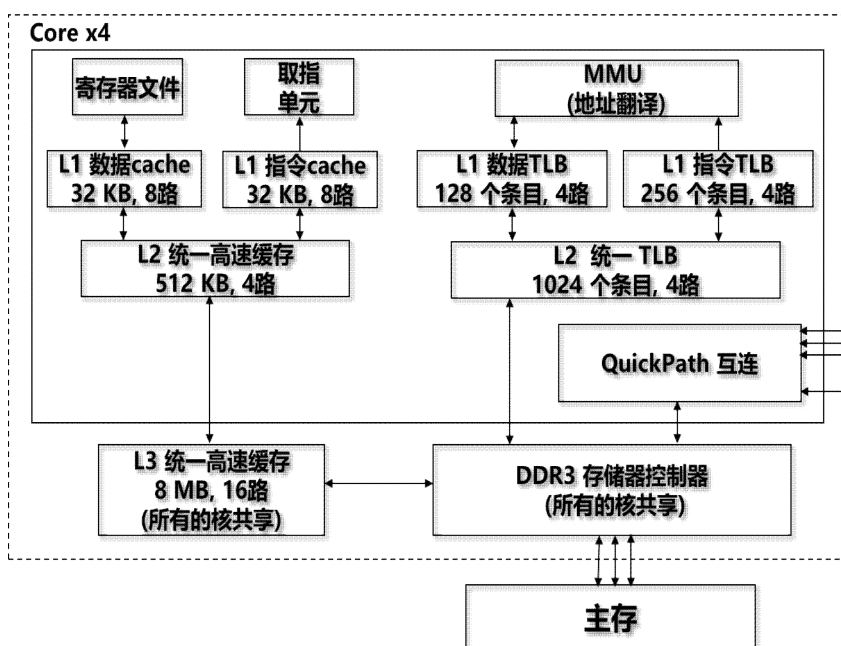 Core x4
寄存器文件
取指
单元
MMU
(地址翻译)
L1 数据cache
32 KB, 8路
L1 指令cache
32 KB, 8路
L1 数据TLB
128 个条目, 4路
L1 指令TLB
256 个条目, 4路
L2 统一高速缓存
512 KB, 4路
L2 统一 TLB
1024 个条目, 4路
QuickPath 互连
L3 统一高速缓存
8 MB, 16路
(所有的核共享)
DDR3 存储器控制器
(所有的核共享)
主存